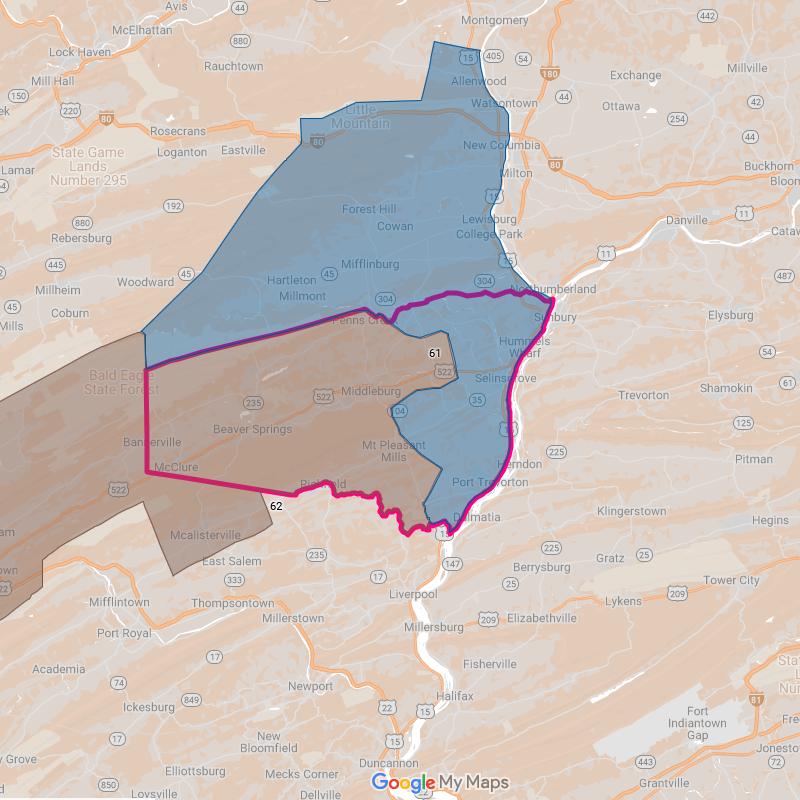 Avis
Montgomery
McElhattan
442
880
Lock Haven
15
405
54
Rauchtown
Allenwood
180
Exchange
Millville
Mill Hall
150
220
80
Watsontown
44
42
Ottawa
Little
Mountain
254
Rosecrans
80
New Columbia
44
Loganton
Eastville
State Game
Lands
Number 295
Lamar
80
Buckhorn
Milton
Bloom
15
192
Forest Hill
Lewisburg
College Park
Danville
11
880
Cowan
Rebersburg
15
11
445
Mifflinburg
487
Woodward
45
Hartleton
45
304
Millheim
Northumberland
Millmont
304
45
Coburn
Mills
Penns Creek
Sunbury
Elysburg
Hummels
Wharf
61
54
Bald Eagle
State Forest
522
Selinsgrove
Shamokin
61
Middleburg
Trevorton
235
522
35
104
125
Beaver Springs
Bannerville
Mt Pleasant
Mills
225
Pitman
McClure
Herndon
522
Richfield
Port Trevorton
62
Klingerstown
Dalmatia
Hegins
Mcalisterville
15
235
225
East Salem
147
Gratz
25
333
17
Berrysburg
Tower City
25
22
Mifflintown
Thompsontown
Liverpool
Lykens
209
Port Royal
Millerstown
209
Elizabethville
Millersburg
17
Academia
Fisherville
74
Newport
81
849
Halifax
Ickesburg
22
15
Fort
Indiantown
Gap
17
New
Bloomfield
15
Duncannon
443
72
Elliottsburg
Mecks Corner
850
Grantville
Loysville
Dellville
Google My Maps